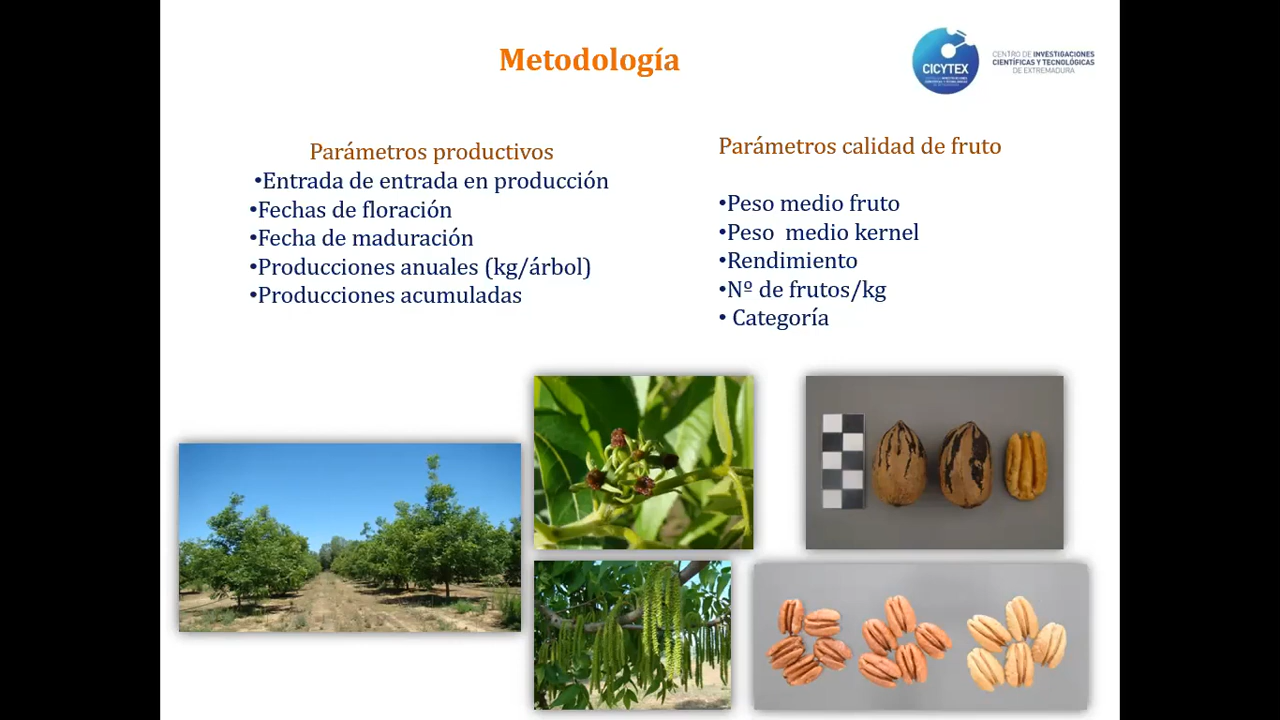 Metodología
CICYTEX
CENTRO DE INVESTIGACIONES
CIENTÍFICAS Y TECNOLÓGICAS
DE EXTREMADURA
Parámetros productivos
•Entrada de entrada en producción
•Fechas de floración
•Fecha de maduración
•Producciones anuales (kg/árbol)
•Producciones acumuladas
Parámetros calidad de fruto
•Peso medio fruto
•Peso medio kernel
•Rendimiento
•Nº de frutos/kg
• Categoría